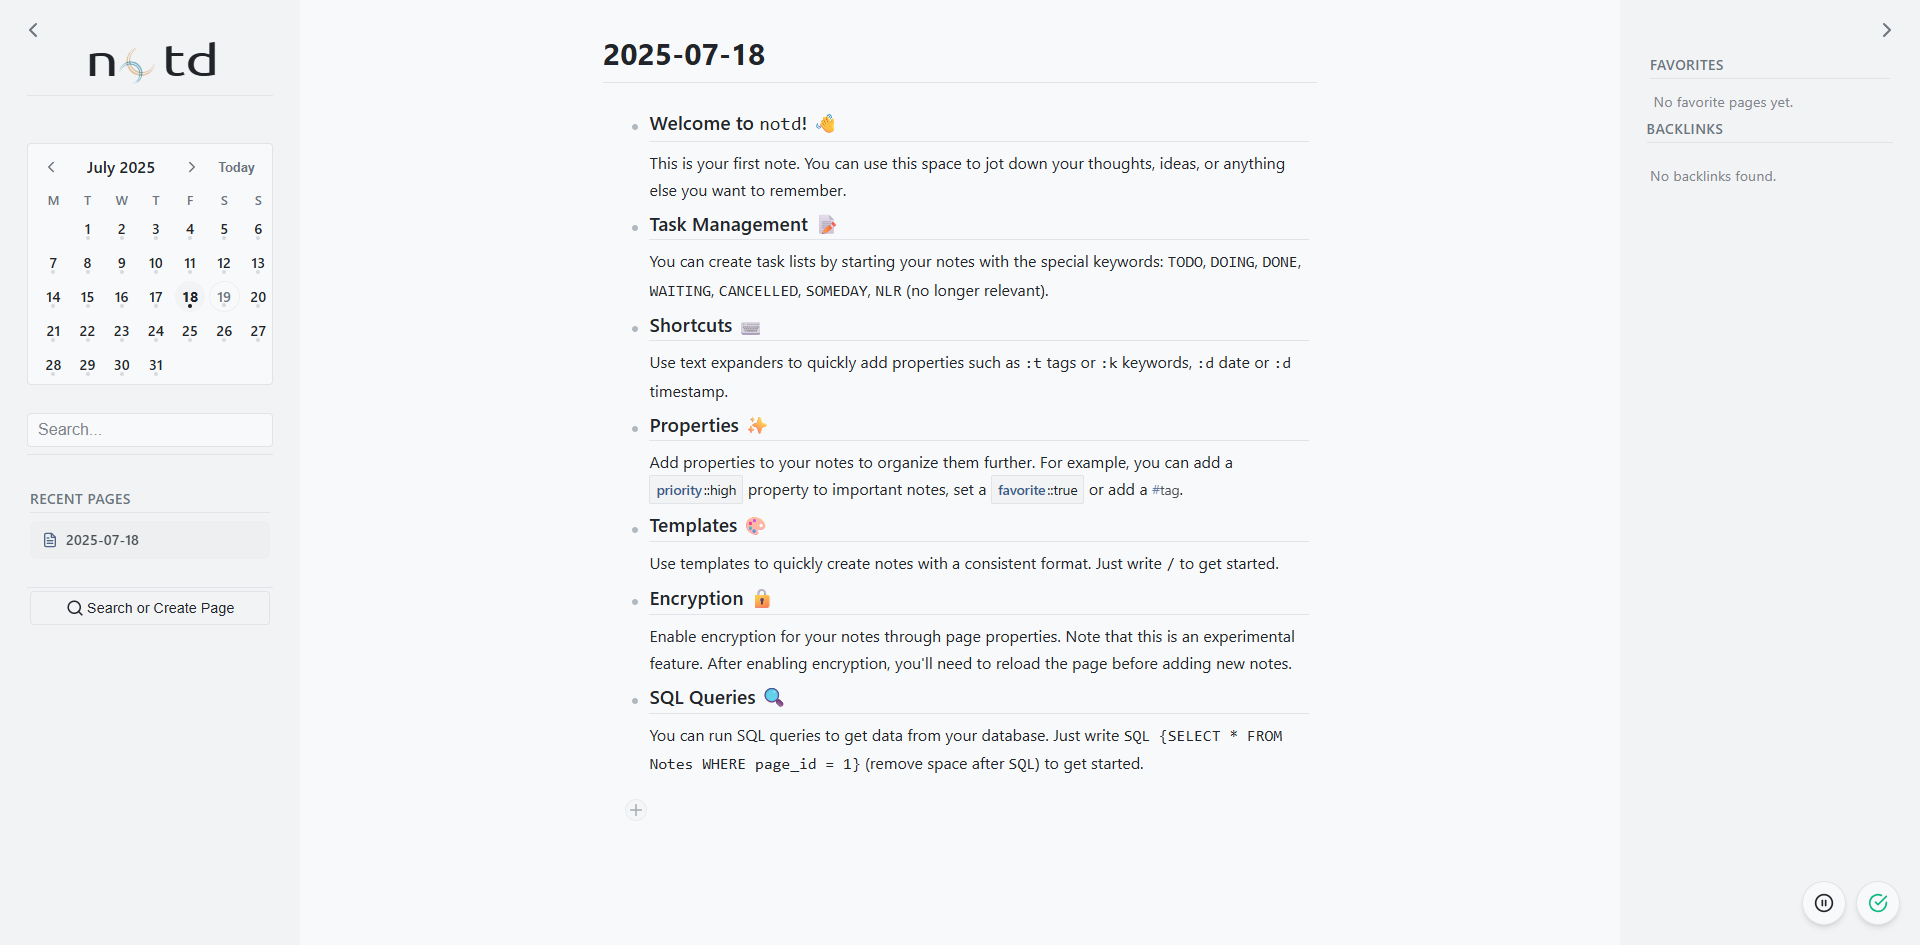 notd
July 2025
Today
M T W T F S S
1 2 3 4 5 6
7 8 9 10 11 12 13
14 15 16 17 18 19 20
21 22 23 24 25 26 27
28 29 30 31
Search...
RECENT PAGES
2025-07-18
Search or Create Page
2025-07-18
Welcome to notd! 👋
This is your first note. You can use this space to jot down your thoughts, ideas, or anything
else you want to remember.
Task Management 📝
You can create task lists by starting your notes with the special keywords: TODO, DOING, DONE,
WAITING, CANCELLED, SOMEDAY, NLR (no longer relevant).
Shortcuts ⌨️
Use text expanders to quickly add properties such as :t tags or :k keywords, :d date or :d
timestamp.
Properties ✨
Add properties to your notes to organize them further. For example, you can add a
priority::high property to important notes, set a favorite::true or add a #tag.
Templates 🎨
Use templates to quickly create notes with a consistent format. Just write / to get started.
Encryption 🔒
Enable encryption for your notes through page properties. Note that this is an experimental
feature. After enabling encryption, you'll need to reload the page before adding new notes.
SQL Queries 🔍
You can run SQL queries to get data from your database. Just write SQL {SELECT * FROM
Notes WHERE page_id = 1} (remove space after SQL) to get started.
FAVORITES
No favorite pages yet.
BACKLINKS
No backlinks found.